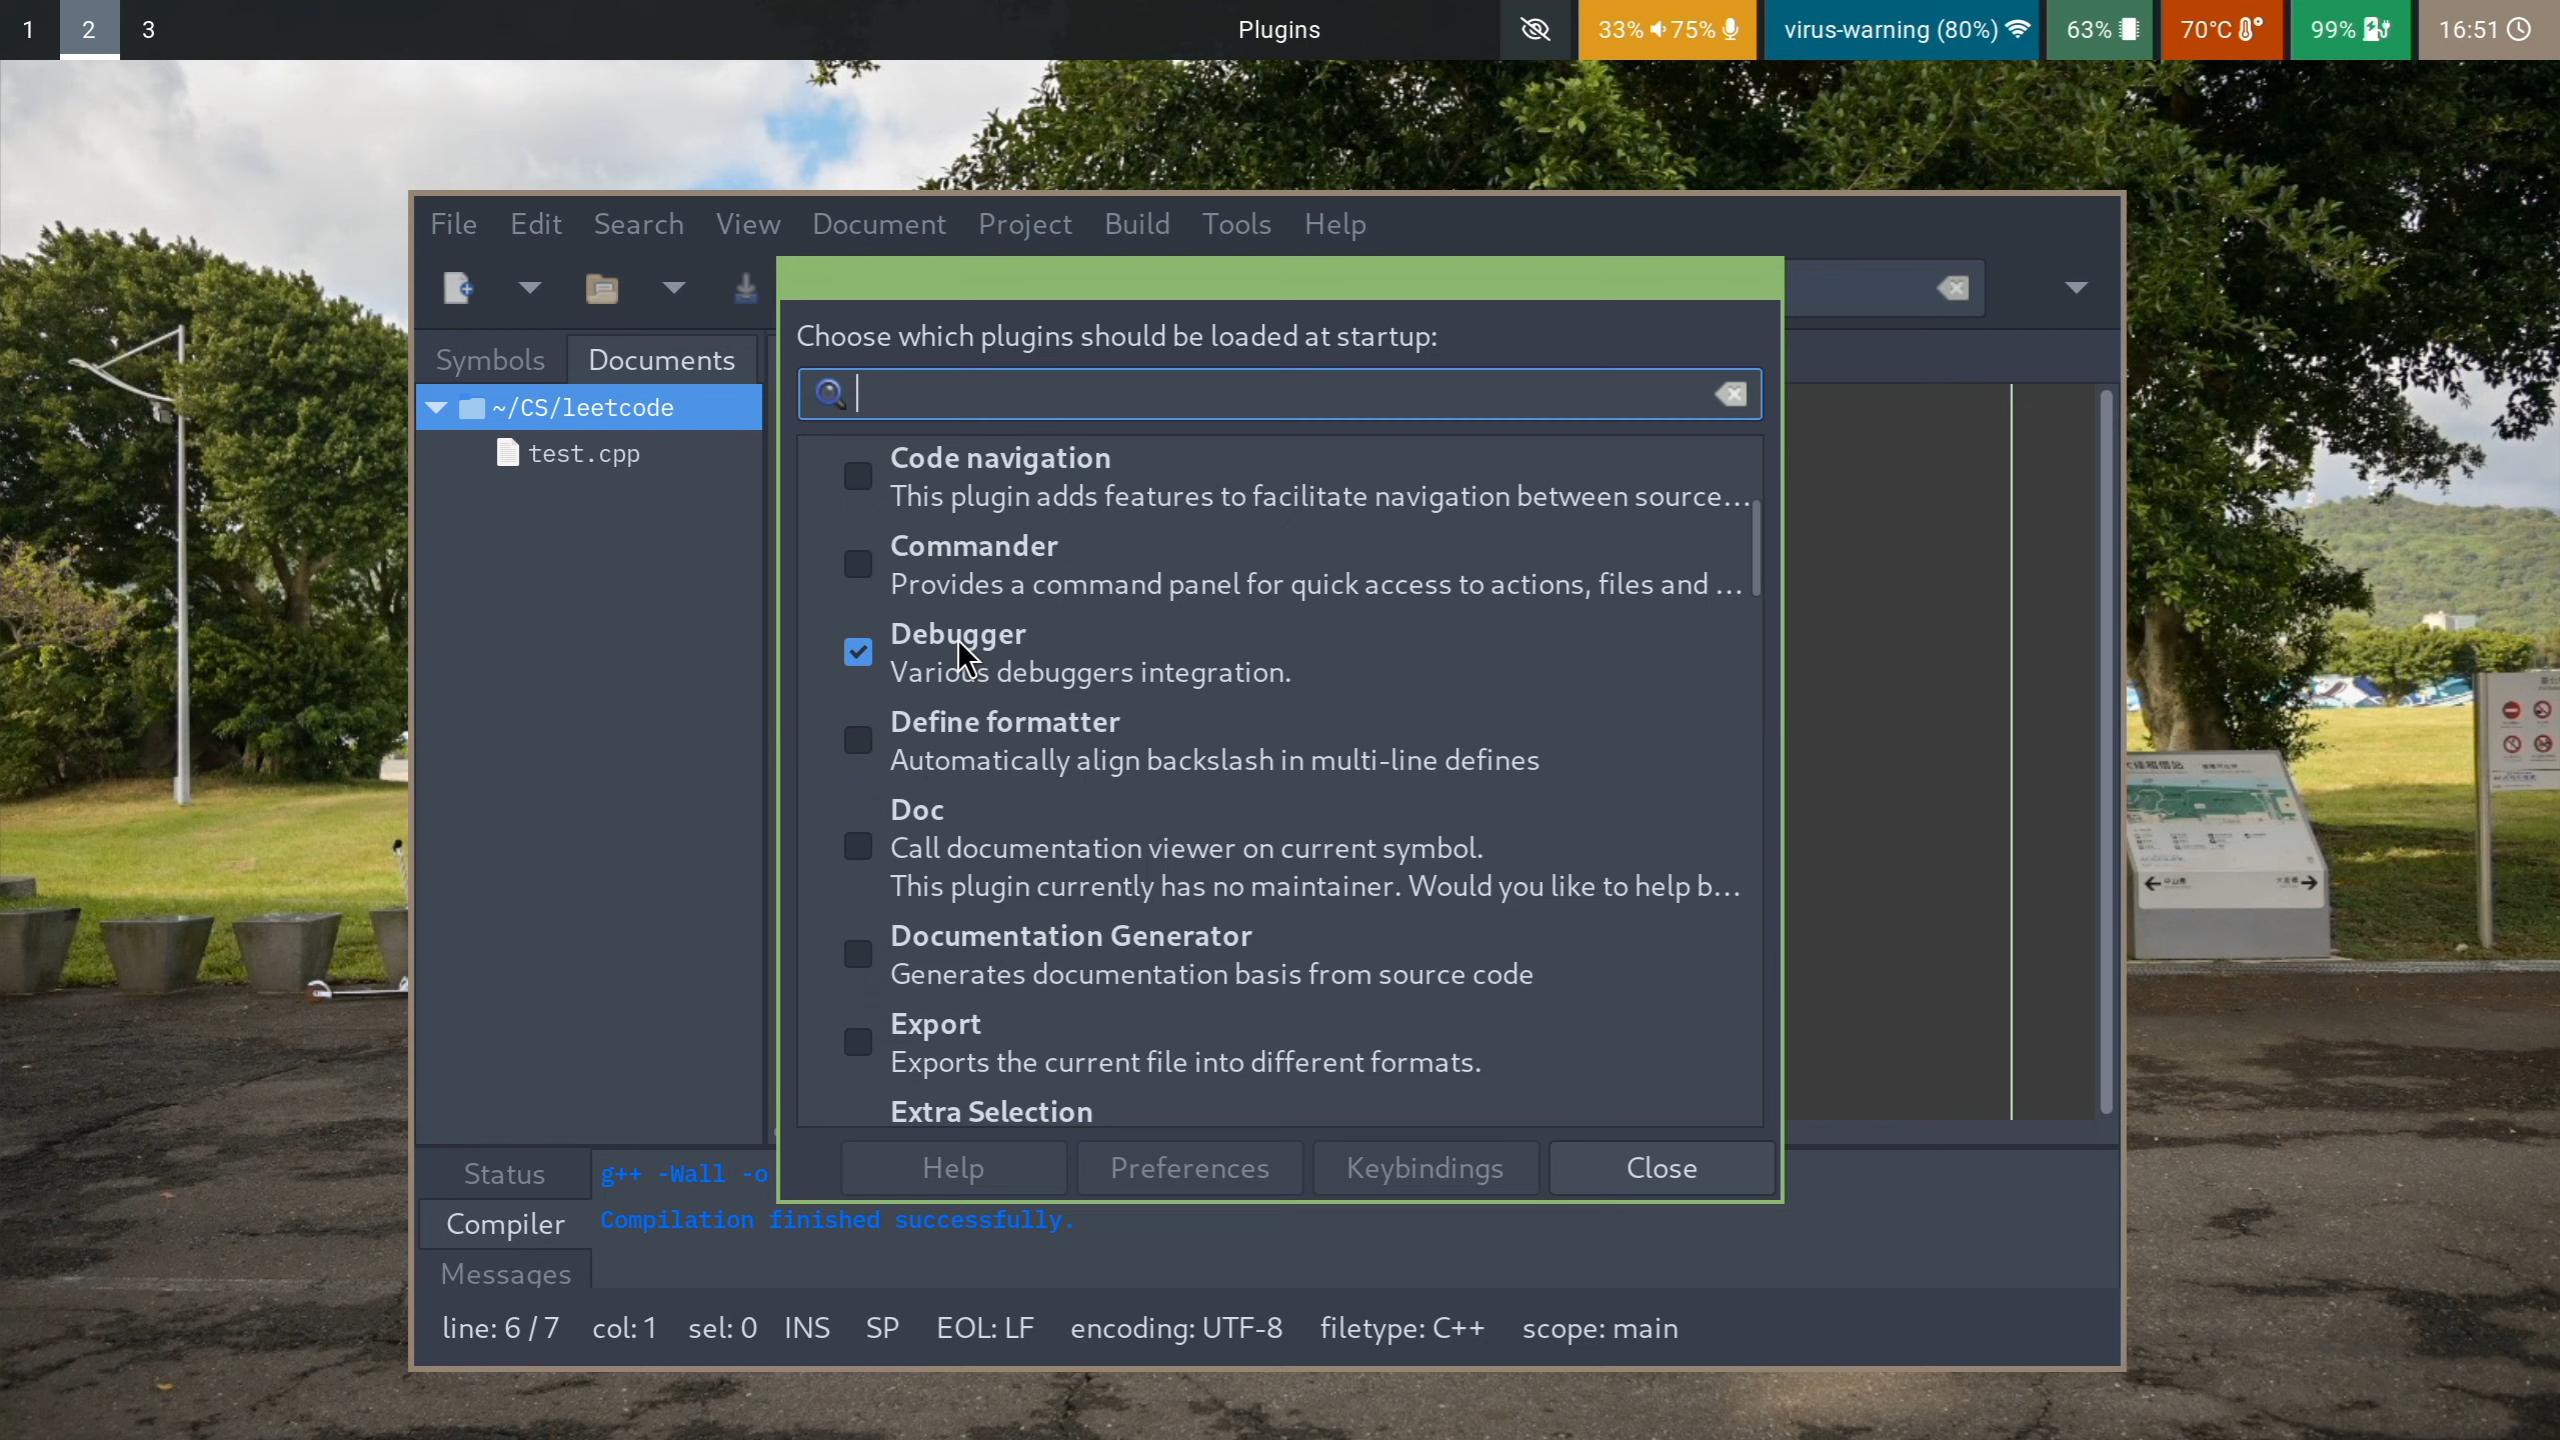 1 2 3 Plugins 33% 75% virus-warning (80%) 63% 70°C 99% 16:51
File Edit Search View Document Project Build Tools Help
Choose which plugins should be loaded at startup:
Symbols Documents
~/CS/leetcode
test.cpp
Code navigation
This plugin adds features to facilitate navigation between source...
Commander
Provides a command panel for quick access to actions, files and ...
Debugger
Various debuggers integration.
Define formatter
Automatically align backslash in multi-line defines
Doc
Call documentation viewer on current symbol.
This plugin currently has no maintainer. Would you like to help b...
Documentation Generator
Generates documentation basis from source code
Export
Exports the current file into different formats.
Extra Selection
Help Preferences Keybindings Close
Status
g++ -Wall -o
Compiler
Compilation finished successfully.
Messages
line: 6 / 7 col: 1 sel: 0 INS SP EOL: LF encoding: UTF-8 filetype: C++ scope: main